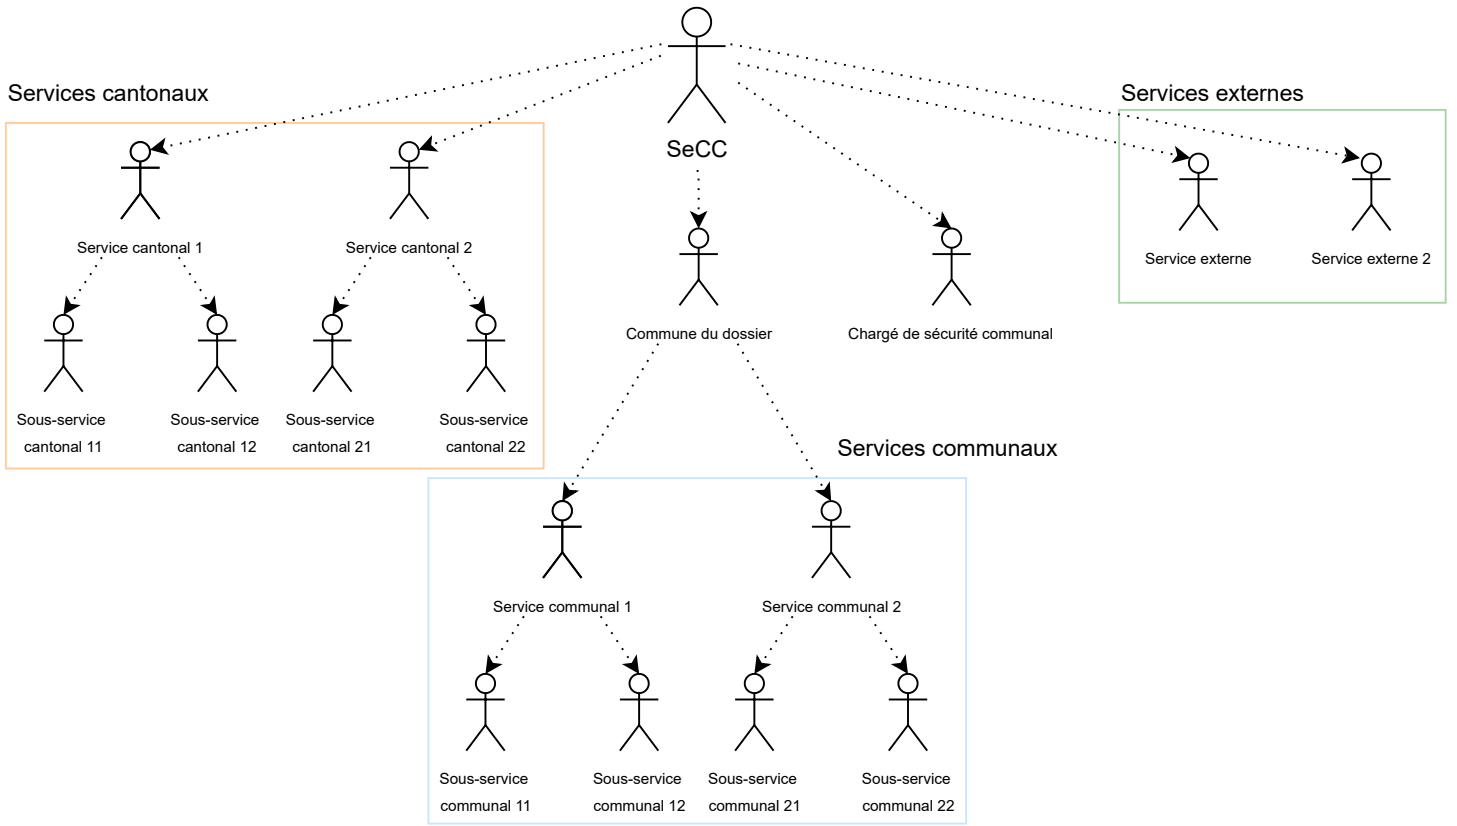 Services cantonaux
Services externes
SeCC
Service cantonal 1
Service cantonal 2
Service externe
Service externe 2
Commune du dossier
Chargé de sécurité communal
Sous-service
cantonal 11
Sous-service
cantonal 12
Sous-service
cantonal 21
Sous-service
cantonal 22
Services communaux
Service communal 1
Service communal 2
Sous-service
communal 11
Sous-service
communal 12
Sous-service
communal 21
Sous-service
communal 22